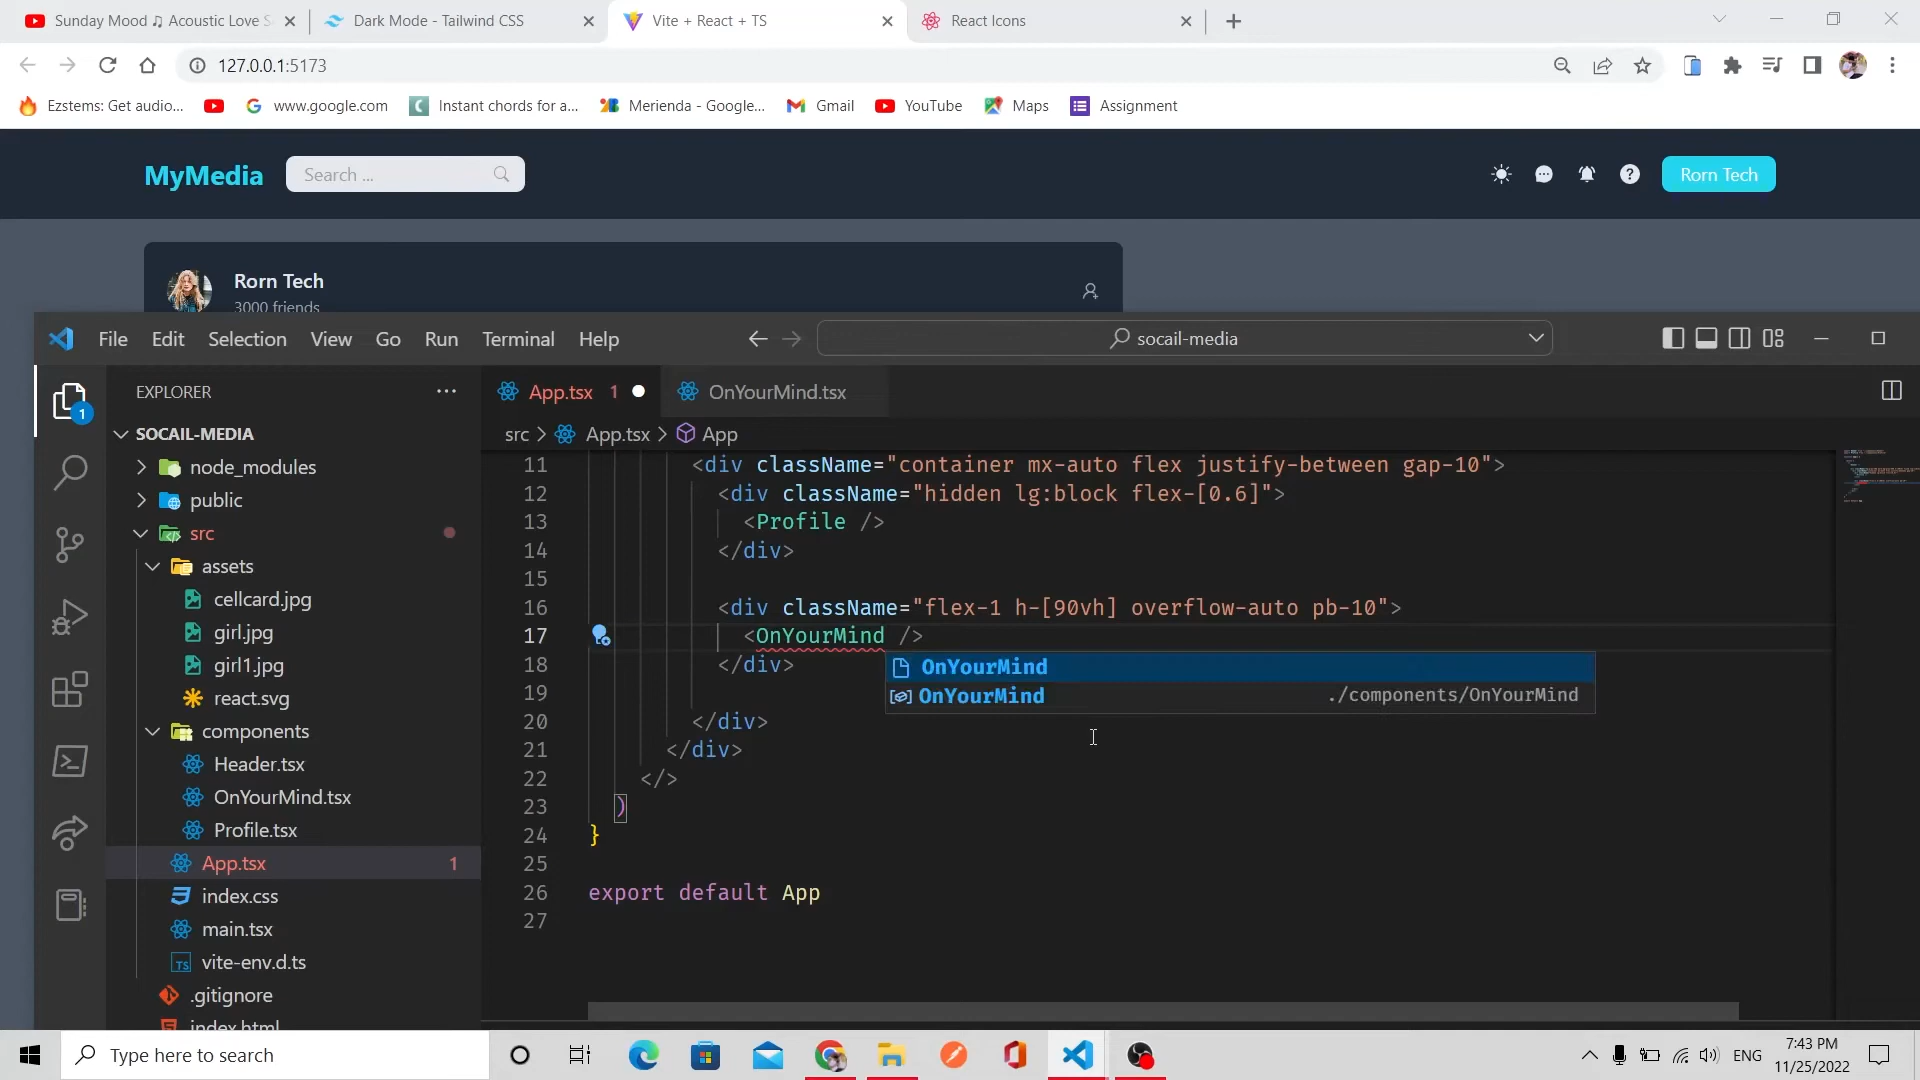 Sunday Mood ♫ Acoustic Love S
Dark Mode - Tailwind CSS
Vite + React + TS
React Icons
127.0.0.1:5173
Ezstems: Get audio...
www.google.com
Instant chords for a...
Merienda - Google...
Gmail
YouTube
Maps
Assignment
MyMedia
Search ...
Rorn Tech
Rorn Tech
3000 friends
File Edit Selection View Go Run Terminal Help
socail-media
EXPLORER
App.tsx 1
OnYourMind.tsx
SOCAIL-MEDIA
src > App.tsx > App
node_modules
public
src
assets
cellcard.jpg
girl.jpg
girl1.jpg
react.svg
components
Header.tsx
OnYourMind.tsx
Profile.tsx
App.tsx 1
index.css
main.tsx
vite-env.d.ts
.gitignore
index.html
1
11 <div className="container mx-auto flex justify-between gap-10">
12 <div className="hidden lg:block flex-[0.6]">
13 <Profile />
14 </div>
15
16 <div className="flex-1 h-[90vh] overflow-auto pb-10">
17 <OnYourMind />
18 </div>
19
20 </div>
21 </div>
22 </>
23 )
24 }
25
26 export default App
27
OnYourMind
OnYourMind ./components/OnYourMind
Type here to search
ENG
7:43 PM
11/25/2022